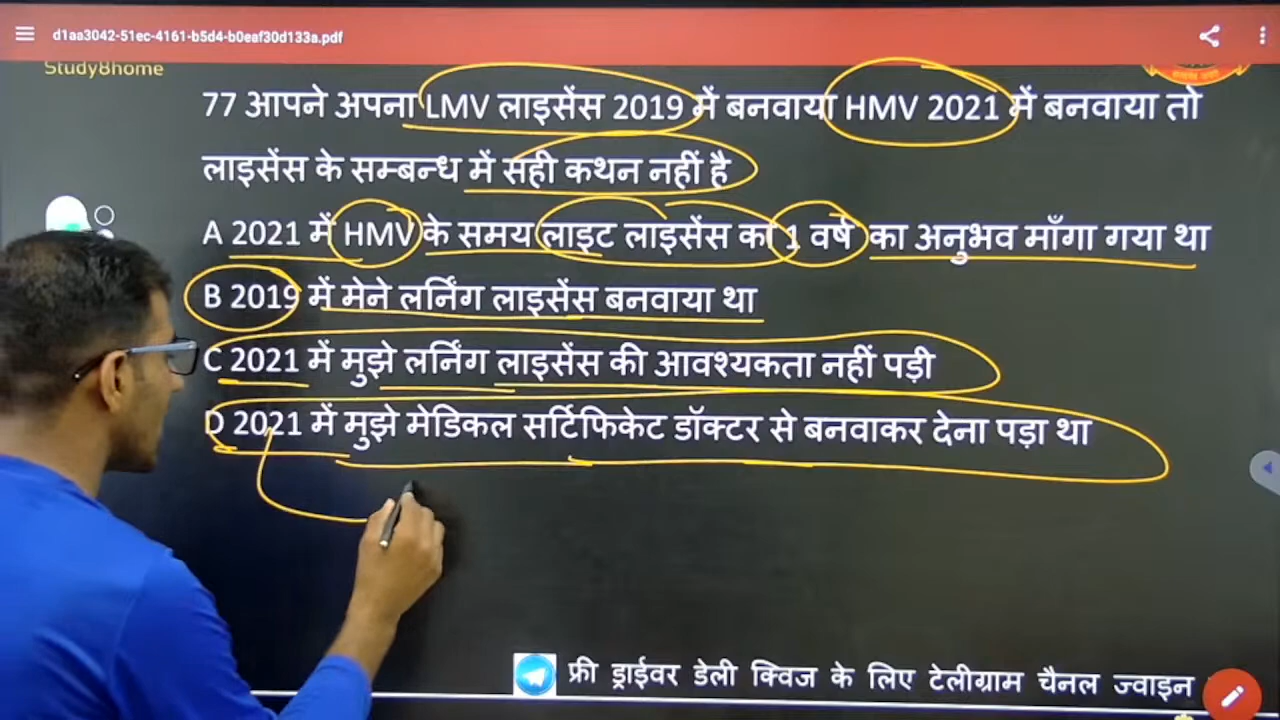 d1aa3042-51ec-4161-b5d4-b0eaf30d133a.pdf
Study8home
77 आपने अपना LMV लाइसेंस 2019 में बनवाया HMV 2021 में बनवाया तो
लाइसेंस के सम्बन्ध में सही कथन नहीं है
A 2021 में HMV के समय लाइट लाइसेंस का 1 वर्ष का अनुभव माँगा गया था
B 2019 में मेने लर्निंग लाइसेंस बनवाया था
C 2021 में मुझे लर्निंग लाइसेंस की आवश्यकता नहीं पड़ी
D 2021 में मुझे मेडिकल सर्टिफिकेट डॉक्टर से बनवाकर देना पड़ा था
फ्री ड्राईवर डेली क्विज के लिए टेलीग्राम चैनल ज्वाइन